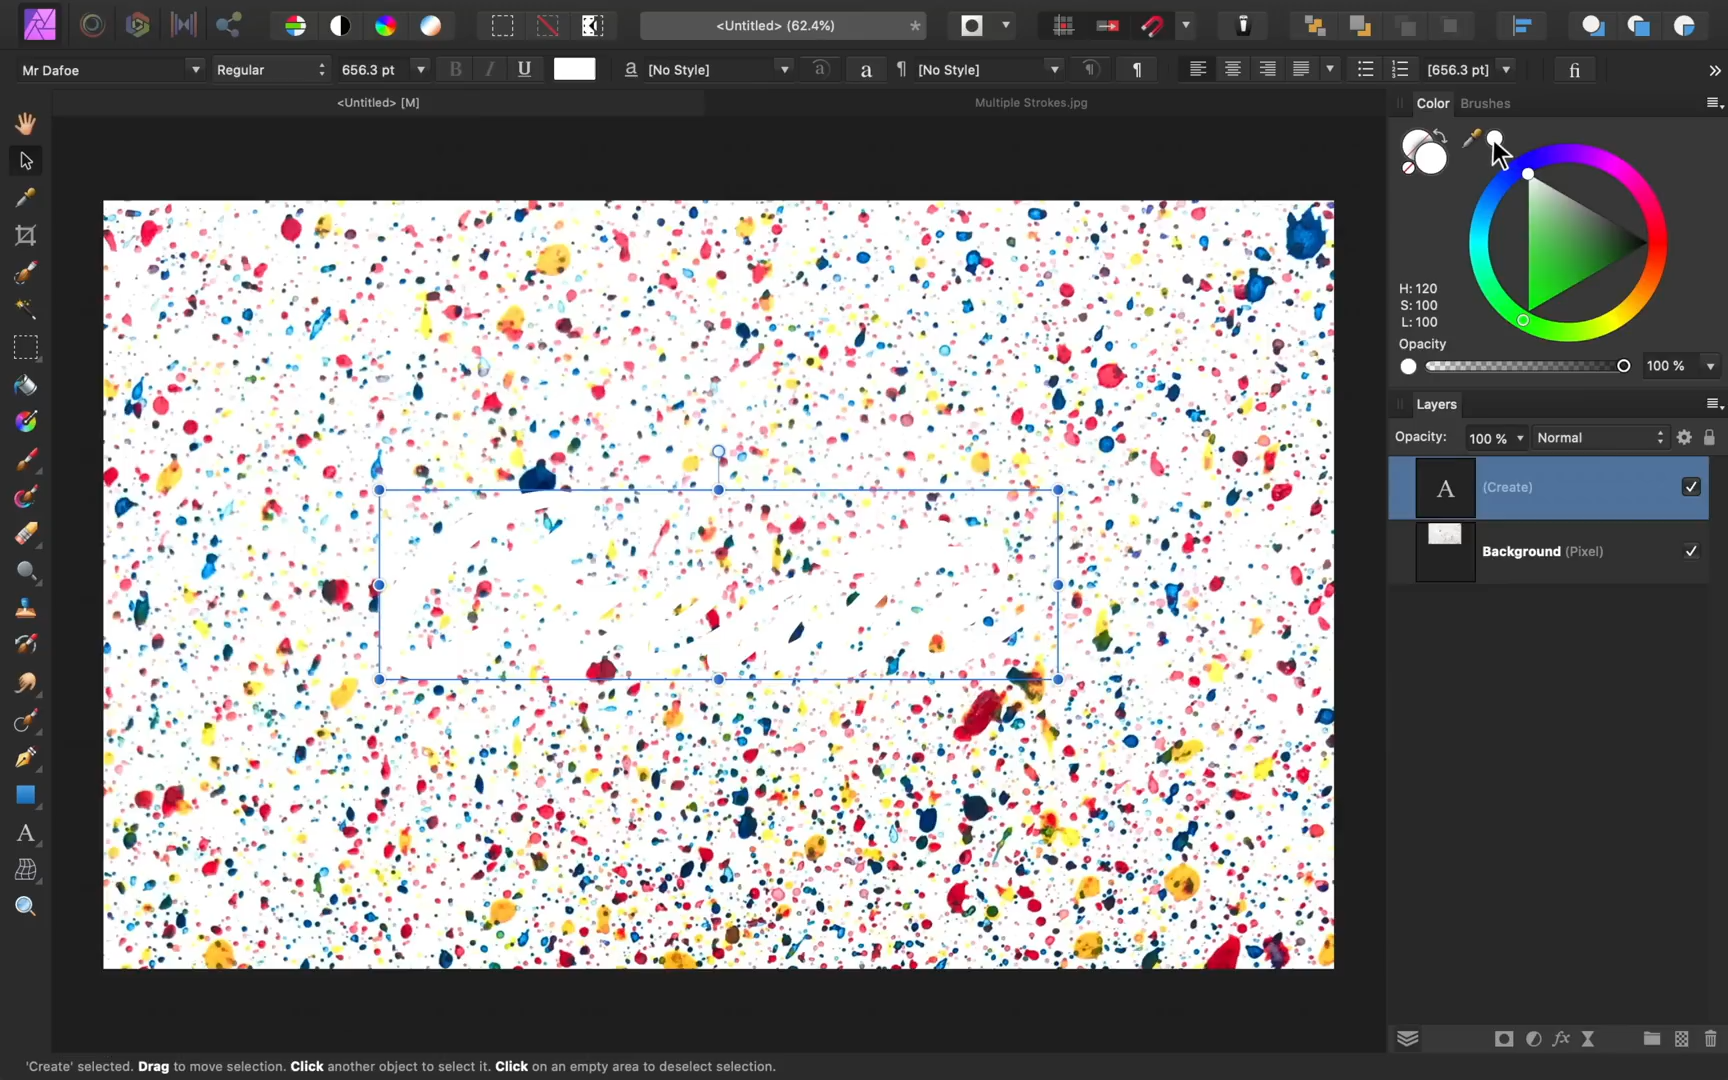 <Untitled> (62.4%)
*
Mr Dafoe
Regular
656.3 pt
B
I
U
a [No Style]
a
a
¶ [No Style]
¶
¶
[656.3 pt]
fi
<Untitled> [M]
Multiple Strokes.jpg
Color
Brushes
H: 120
S: 100
L: 100
Opacity
100 %
Layers
Opacity:
100 %
Normal
A
(Create)
Background (Pixel)
A
fx
'Create' selected. Drag to move selection. Click another object to select it. Click on an empty area to deselect selection.